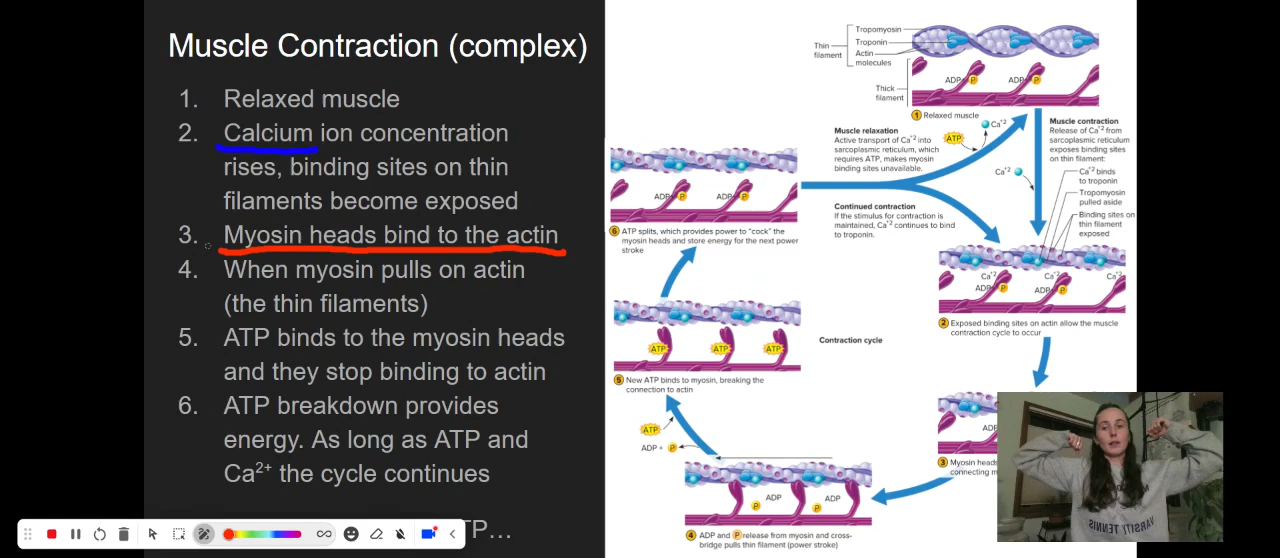 Muscle Contraction (complex)
1. Relaxed muscle
2. Calcium ion concentration
rises, binding sites on thin
filaments become exposed
3. Myosin heads bind to the actin
4. When myosin pulls on actin
(the thin filaments)
5. ATP binds to the myosin heads
and they stop binding to actin
6. ATP breakdown provides
energy. As long as ATP and
Ca²⁺ the cycle continues
TP...
Thin
filament
Tropomyosin
Troponin
Actin
molecules
ADP P
ADP P
Thick
filament
1 Relaxed muscle
Muscle relaxation
Active transport of Ca⁺² into
sarcoplasmic reticulum, which
requires ATP, makes myosin
binding sites unavailable.
ATP
Ca⁺²
Ca⁺²
Muscle contraction
Release of Ca⁺² from
sarcoplasmic reticulum
exposes binding sites
on thin filament:
Ca⁺² binds
to troponin
Tropomyosin
pulled aside
Binding sites on
thin filament
exposed
Continued contraction
If the stimulus for contraction is
maintained, Ca⁺² continues to bind
to troponin.
ADP P
ADP P
6 ATP splits, which provides power to "cock" the
myosin heads and store energy for the next power
stroke
Ca⁺²
Ca⁺²
Ca⁺
ADP P
ADP P
2 Exposed binding sites on actin allow the muscle
contraction cycle to occur
Contraction cycle
ATP
ATP
ATP
5 New ATP binds to myosin, breaking the
connection to actin
ATP
ADP + P
ADP
3 Myosin heads
connecting m
ADP
P
ADP
P
4 ADP and P release from myosin and cross-
bridge pulls thin filament (power stroke)
VARSITY TENNIS